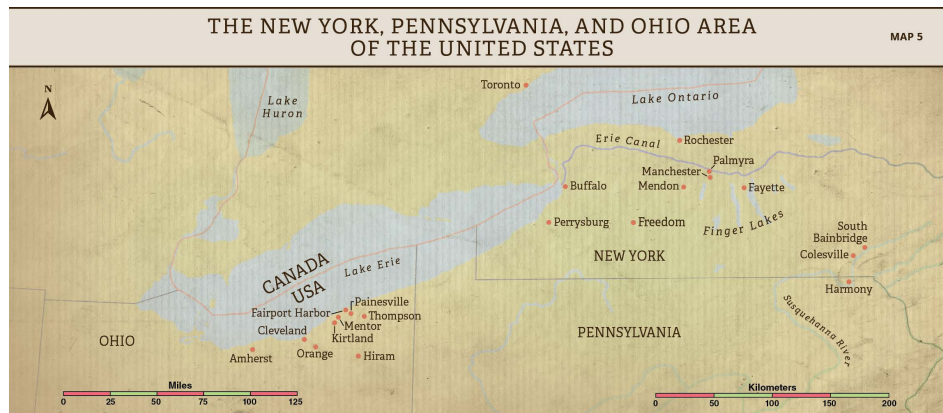 THE NEW YORK, PENNSYLVANIA, AND OHIO AREA
OF THE UNITED STATES
MAP 5
N
Toronto
Lake
Huron
Lake Ontario
Erie Canal
Rochester
Palmyra
Manchester
Mendon
Fayette
Buffalo
Perrysburg
Freedom
Finger Lakes
South
Bainbridge
Colesville
NEW YORK
Harmony
CANADA
USA
Lake Erie
Painesville
Fairport Harbor
Thompson
Mentor
Cleveland
Kirtland
OHIO
Orange
Hiram
Amherst
PENNSYLVANIA
Susquehanna River
Miles
0 25 50 75 100 125
Kilometers
0 50 100 150 200